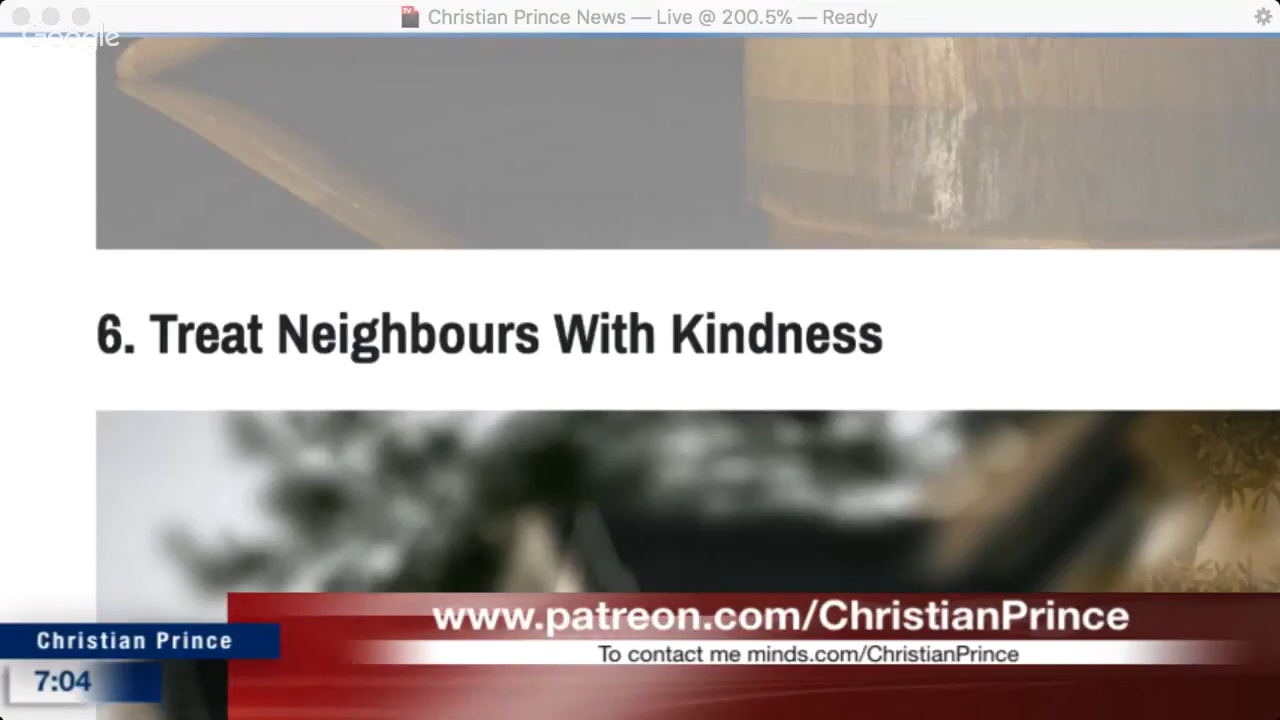 Christian Prince News — Live @ 200.5% — Ready
Google
6. Treat Neighbours With Kindness
www.patreon.com/ChristianPrince
To contact me minds.com/ChristianPrince
Christian Prince
7:04